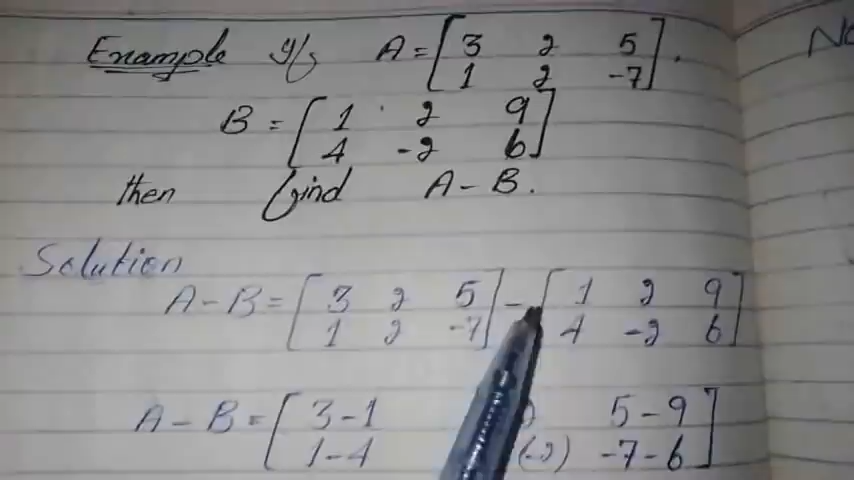 Example If A = [ 3 2 5
1 2 -7 ].
No
B = [ 1 2 9
4 -2 6 ]
then find A - B.
Solution
A - B = [ 3 2 5 ] - [ 1 2 9 ]
1 2 -7 4 -2 6
A - B = [ 3 - 1 5 - 9 ]
1 - 4 (-2) -7 - 6